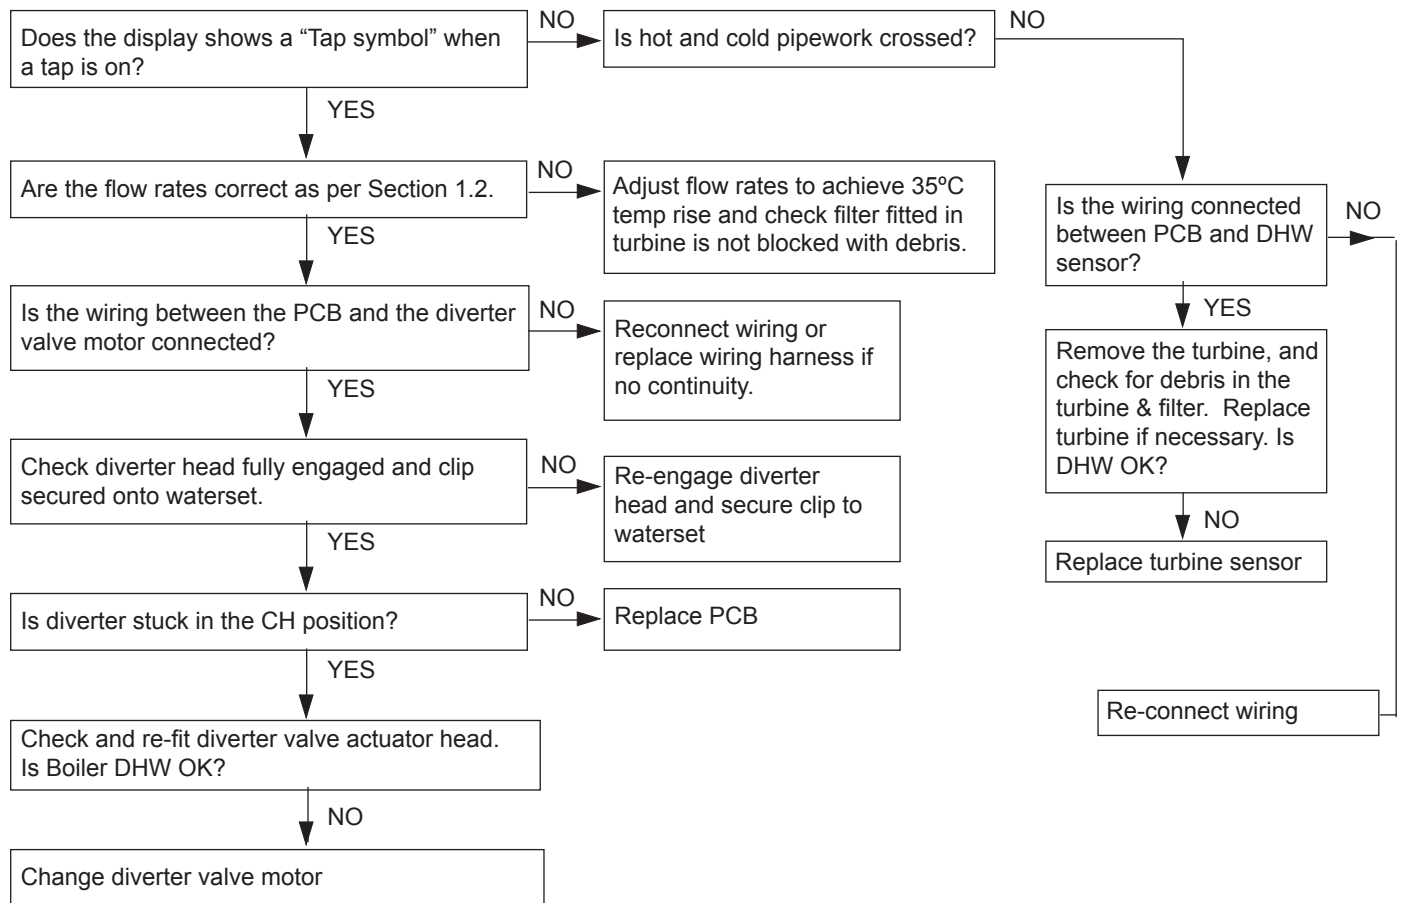 Does the display shows a “Tap symbol” when
a tap is on?
NO
Is hot and cold pipework crossed?
NO
YES
Are the flow rates correct as per Section 1.2.
NO
Adjust flow rates to achieve 35ºC
temp rise and check filter fitted in
turbine is not blocked with debris.
YES
Is the wiring connected
between PCB and DHW
sensor?
NO
YES
Is the wiring between the PCB and the diverter
valve motor connected?
NO
Reconnect wiring or
replace wiring harness if
no continuity.
YES
Remove the turbine, and
check for debris in the
turbine & filter.  Replace
turbine if necessary. Is
DHW OK?
NO
Replace turbine sensor
Check diverter head fully engaged and clip
secured onto waterset.
NO
Re-engage diverter
head and secure clip to
waterset
YES
Is diverter stuck in the CH position?
NO
Replace PCB
YES
Re-connect wiring
Check and re-fit diverter valve actuator head.
Is Boiler DHW OK?
NO
Change diverter valve motor